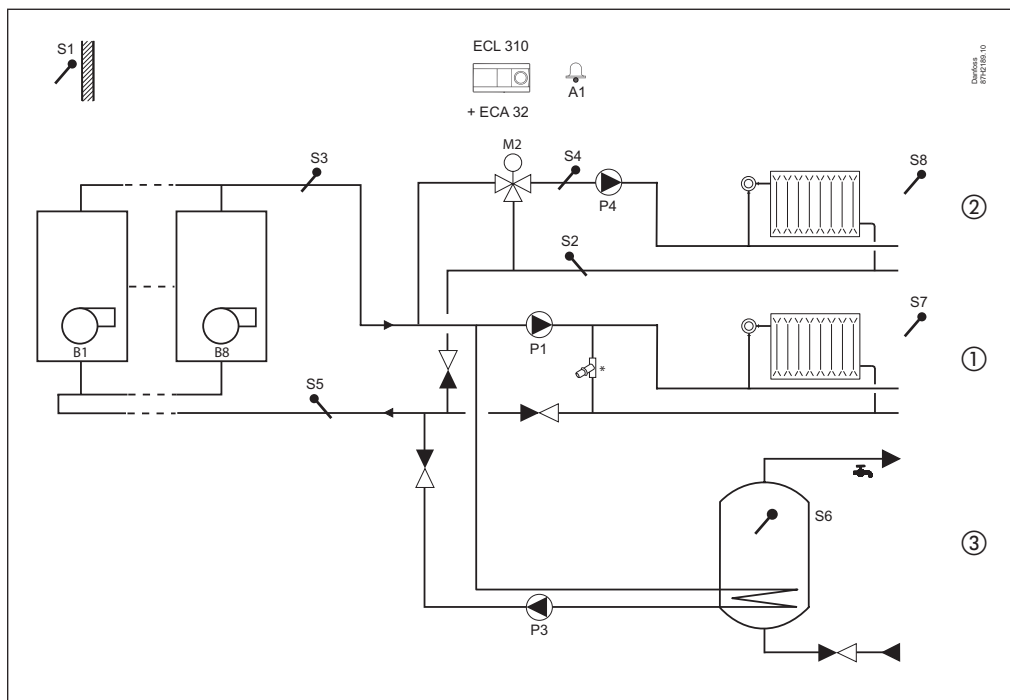 S1
ECL 310
A1
+ ECA 32
Danfoss
87H2189.10
M2
S3
S4
S8
P4
②
S2
S7
B1
B8
P1
①
*
S5
S6
③
P3